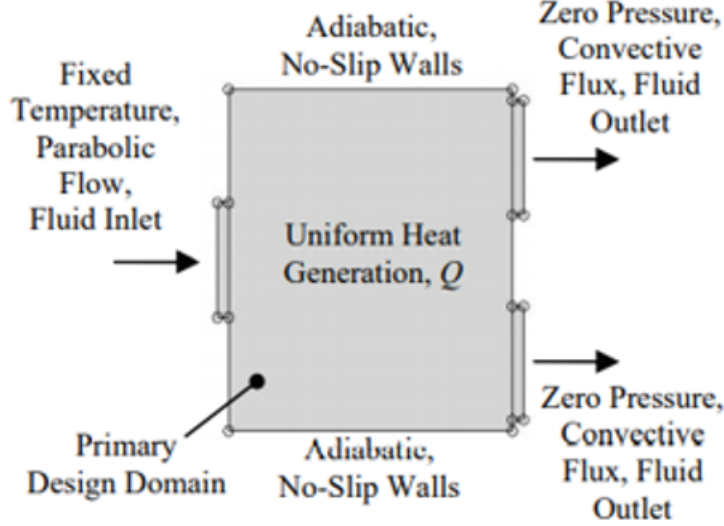 Adiabatic,
No-Slip Walls
Zero Pressure,
Convective
Flux, Fluid
Outlet
Fixed
Temperature,
Parabolic
Flow,
Fluid Inlet
Uniform Heat
Generation, Q
Primary
Design Domain
Adiabatic,
No-Slip Walls
Zero Pressure,
Convective
Flux, Fluid
Outlet